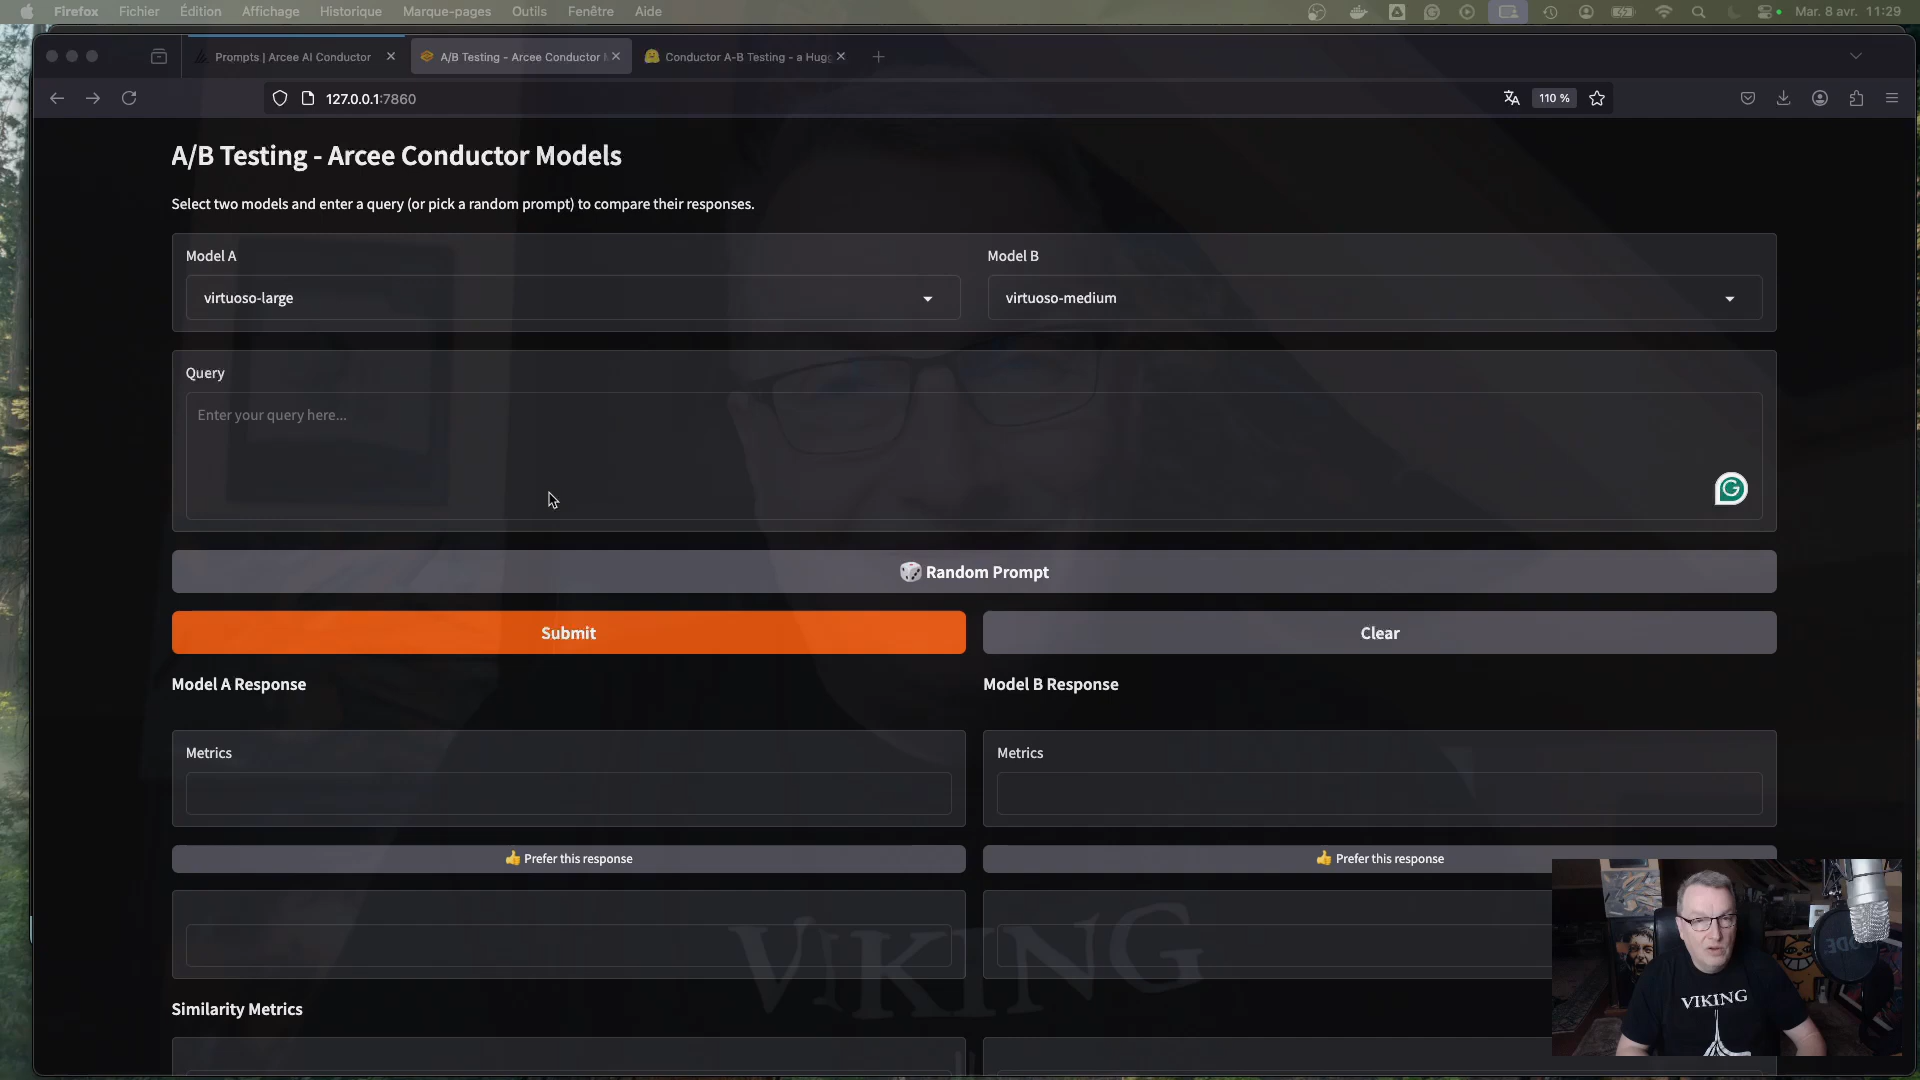 Firefox Fichier Édition Affichage Historique Marque-pages Outils Fenêtre Aide Mar. 8 avr. 11:29
Prompts | Arcee AI Conductor
A/B Testing - Arcee Conductor
Conductor A-B Testing - a Hugg
127.0.0.1:7860
110 %
A/B Testing - Arcee Conductor Models
Select two models and enter a query (or pick a random prompt) to compare their responses.
Model A Model B
virtuoso-large virtuoso-medium
Query
Enter your query here...
Random Prompt
Submit Clear
Model A Response Model B Response
Metrics Metrics
👍 Prefer this response 👍 Prefer this response
VIKING
VIKING
Similarity Metrics